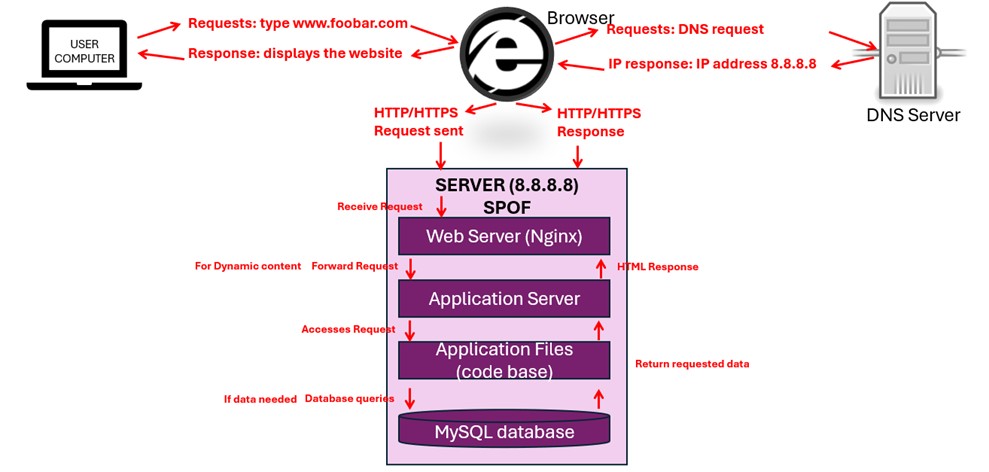 Browser
Requests: type www.foobar.com
Requests: DNS request
USER
COMPUTER
Response: displays the website
IP response: IP address 8.8.8.8
DNS Server
HTTP/HTTPS
Request sent
HTTP/HTTPS
Response
SERVER (8.8.8.8)
SPOF
Receive Request
Web Server (Nginx)
For Dynamic content
Forward Request
HTML Response
Application Server
Accesses Request
Application Files
(code base)
Return requested data
If data needed
Database queries
MySQL database